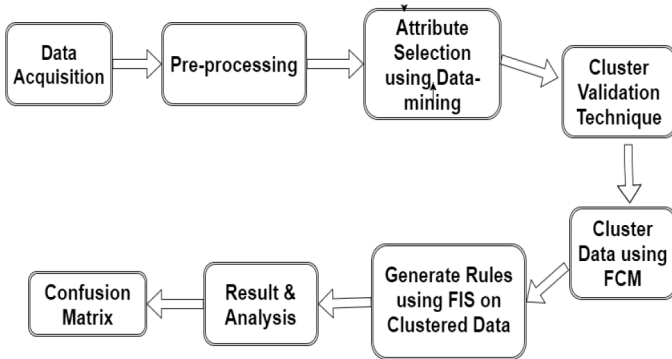 Data
Acquisition
Pre-processing
Attribute
Selection
using Data-
mining
Cluster
Validation
Technique
Cluster
Data using
FCM
Generate Rules
using FIS on
Clustered Data
Result &
Analysis
Confusion
Matrix